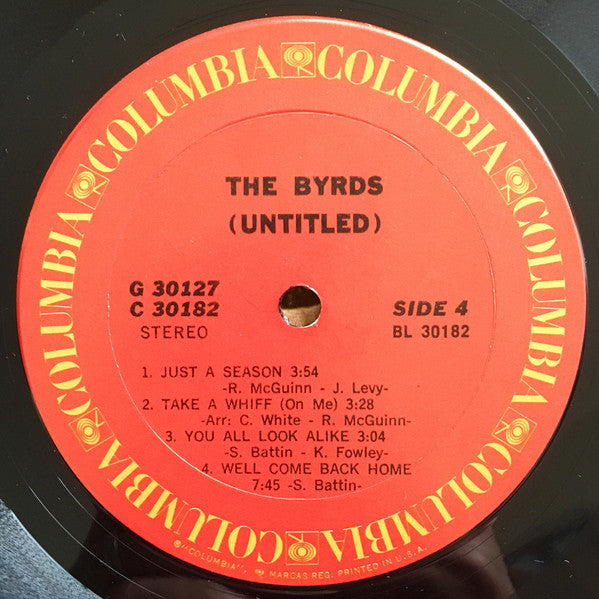 COLUMBIA COLUMBIA COLUMBIA COLUMBIA COLUMBIA COLUMBIA
THE BYRDS
(UNTITLED)
G 30127
C 30182
STEREO
SIDE 4
BL 30182
1. JUST A SEASON 3:54
-R. McGuinn - J. Levy-
2. TAKE A WHIFF (On Me) 3:28
-Arr: C. White - R. McGuinn-
3. YOU ALL LOOK ALIKE 3:04
-S. Battin - K. Fowley-
4. WELL COME BACK HOME
7:45 -S. Battin-
®"COLUMBIA", ® MARCAS REG. PRINTED IN U.S.A.